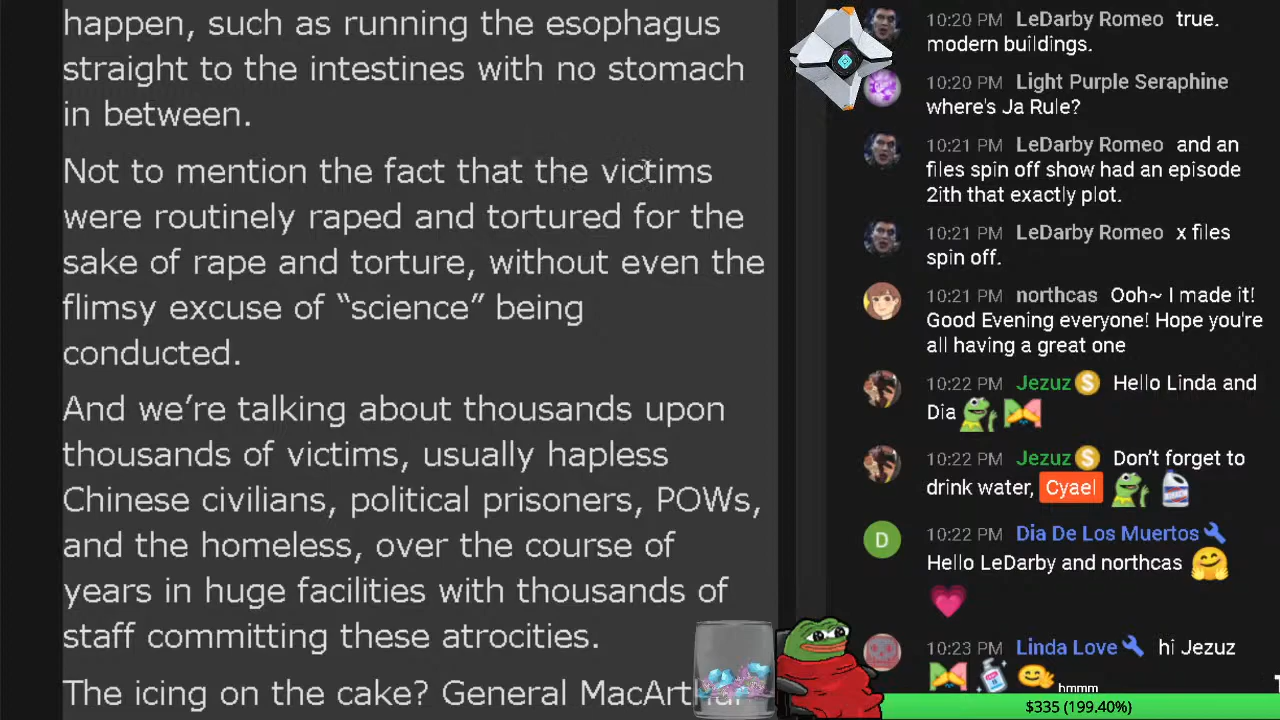 happen, such as running the esophagus
straight to the intestines with no stomach
in between.
Not to mention the fact that the victims
were routinely raped and tortured for the
sake of rape and torture, without even the
flimsy excuse of “science” being
conducted.
And we’re talking about thousands upon
thousands of victims, usually hapless
Chinese civilians, political prisoners, POWs,
and the homeless, over the course of
years in huge facilities with thousands of
staff committing these atrocities.
The icing on the cake? General MacArthur
10:20 PM LeDarby Romeo true.
modern buildings.
10:20 PM Light Purple Seraphine
where's Ja Rule?
10:21 PM LeDarby Romeo and an
files spin off show had an episode
2ith that exactly plot.
10:21 PM LeDarby Romeo x files
spin off.
10:21 PM northcas Ooh~ I made it!
Good Evening everyone! Hope you're
all having a great one
10:22 PM Jezuz S Hello Linda and
Dia
10:22 PM Jezuz S Don’t forget to
drink water, Cyael
D
10:22 PM Dia De Los Muertos
Hello LeDarby and northcas
10:23 PM Linda Love hi Jezuz
hmmm
$335 (199.40%)